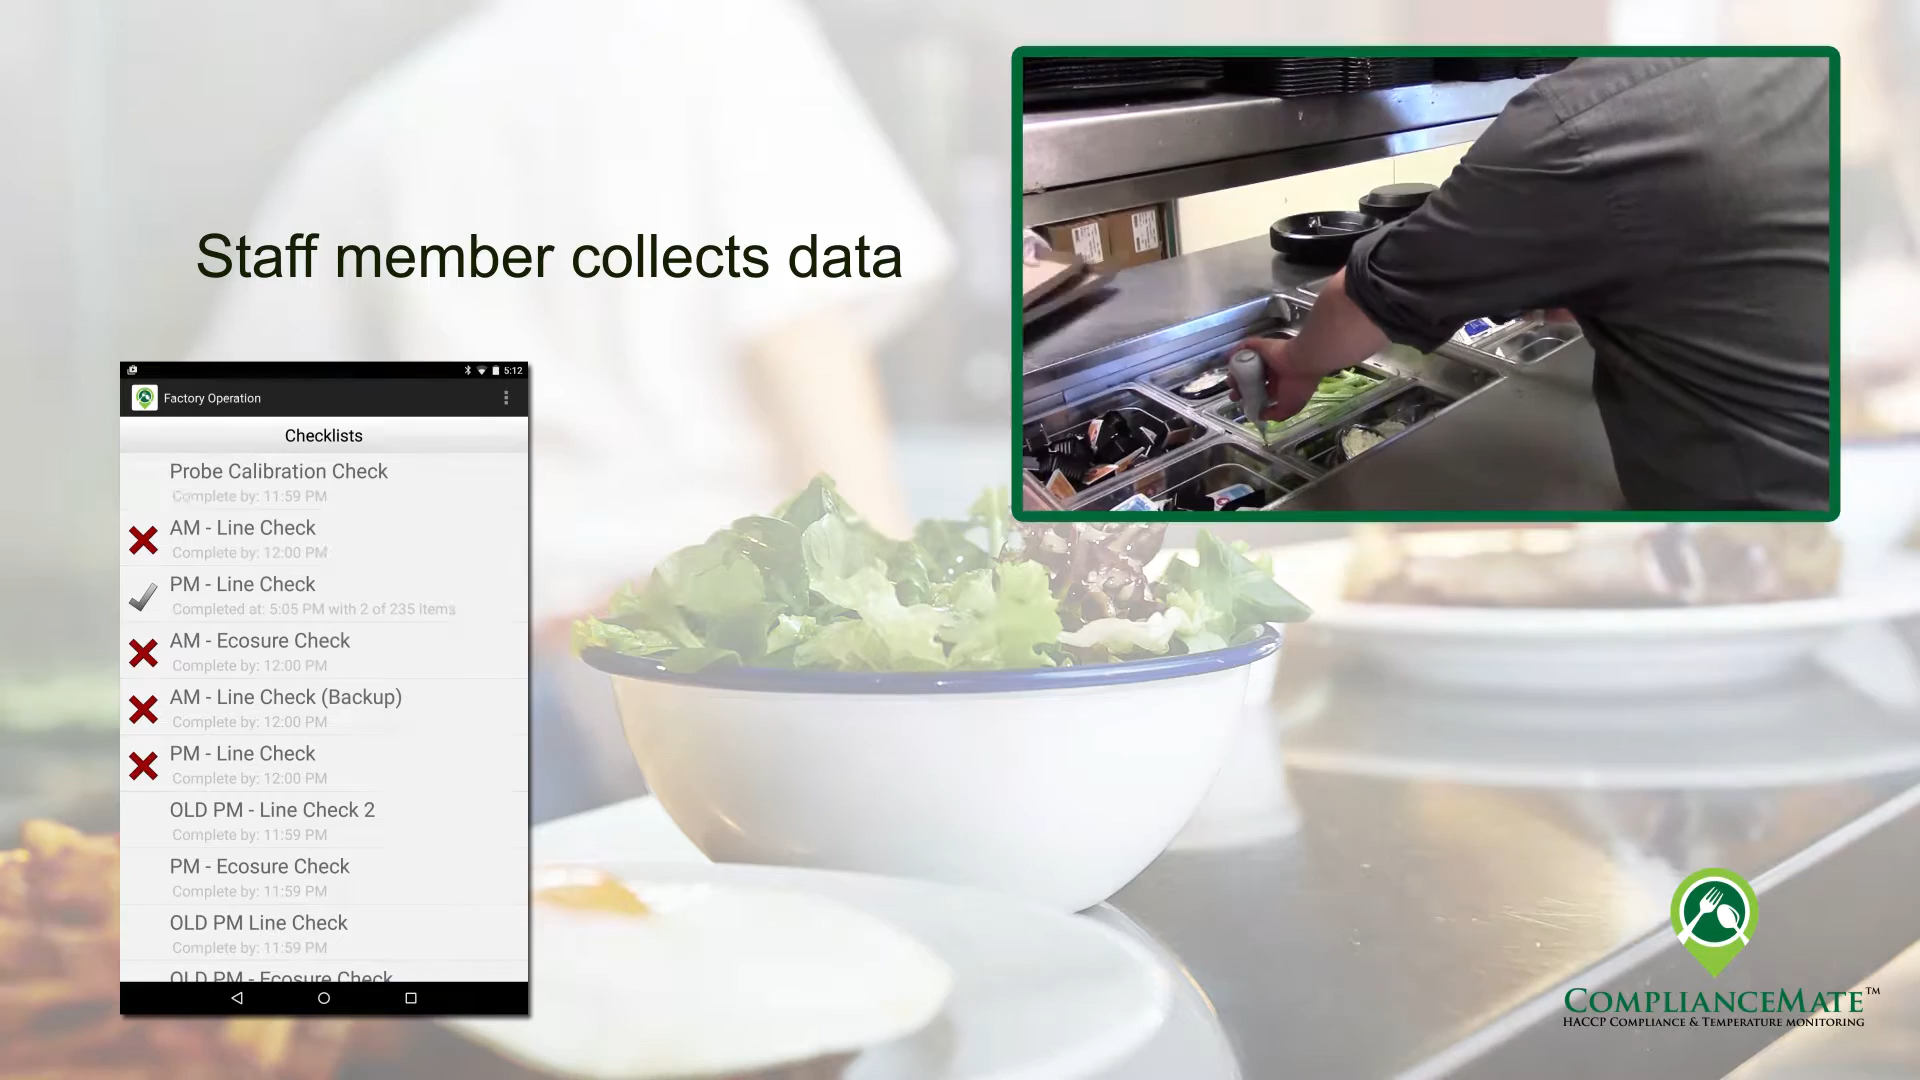 Staff member collects data
5:12
Factory Operation
Checklists
Probe Calibration Check
Complete by: 11:59 PM
AM - Line Check
Complete by: 12:00 PM
PM - Line Check
Completed at: 5:05 PM with 2 of 235 Items
AM - Ecosure Check
Complete by: 12:00 PM
AM - Line Check (Backup)
Complete by: 12:00 PM
PM - Line Check
Complete by: 12:00 PM
OLD PM - Line Check 2
Complete by: 11:59 PM
PM - Ecosure Check
Complete by: 11:59 PM
OLD PM Line Check
Complete by: 11:59 PM
OLD PM - Ecosure Check
COMPLIANCEMATE™
HACCP COMPLIANCE & TEMPERATURE MONITORING